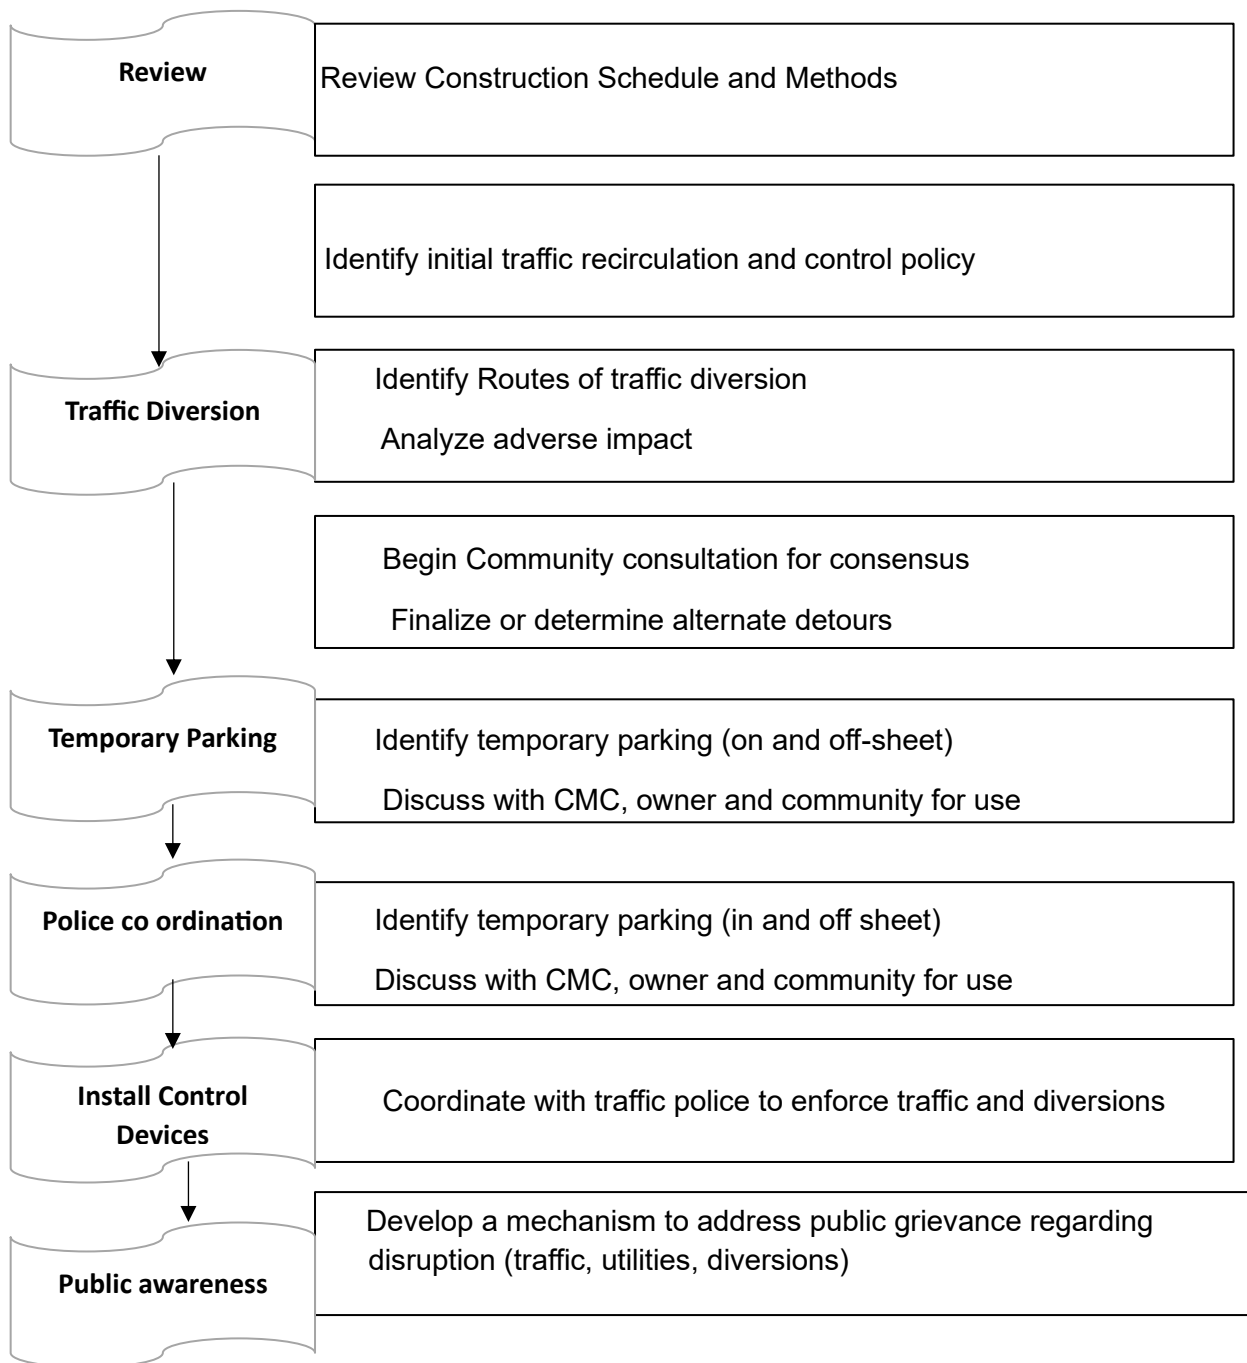 Review
Review Construction Schedule and Methods
Identify initial traffic recirculation and control policy
Traffic Diversion
Identify Routes of traffic diversion
Analyze adverse impact
Begin Community consultation for consensus
Finalize or determine alternate detours
Temporary Parking
Identify temporary parking (on and off-sheet)
Discuss with CMC, owner and community for use
Police co ordination
Identify temporary parking (in and off sheet)
Discuss with CMC, owner and community for use
Install Control
Devices
Coordinate with traffic police to enforce traffic and diversions
Public awareness
Develop a mechanism to address public grievance regarding
disruption (traffic, utilities, diversions)